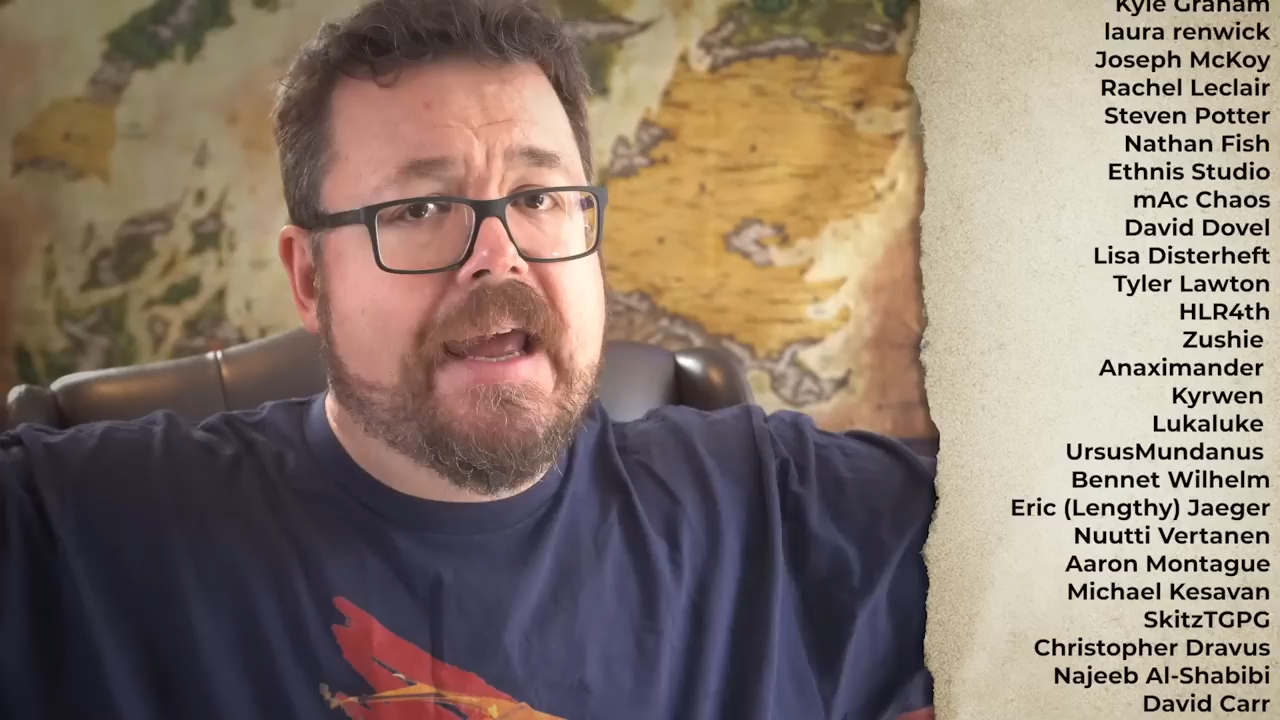 Kyle Graham
laura renwick
Joseph McKoy
Rachel Leclair
Steven Potter
Nathan Fish
Ethnis Studio
mAc Chaos
David Dovel
Lisa Disterheft
Tyler Lawton
HLR4th
Zushie
Anaximander
Kyrwen
Lukaluke
UrsusMundanus
Bennet Wilhelm
Eric (Lengthy) Jaeger
Nuutti Vertanen
Aaron Montague
Michael Kesavan
SkitzTGPG
Christopher Dravus
Najeeb Al-Shabibi
David Carr